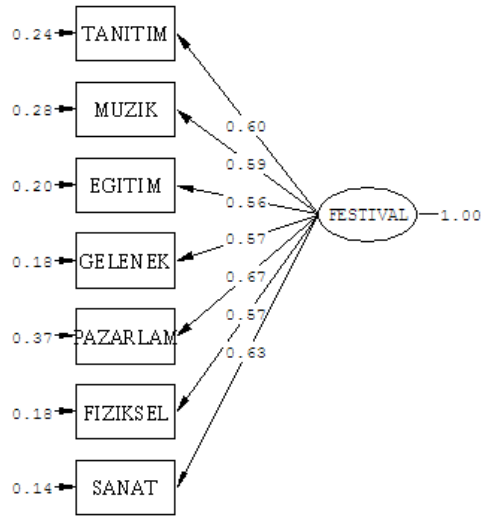 0.24 TANITIM
0.60
0.28 MUZIK
0.59
0.20 EGITIM
0.56
FESTIVAL 1.00
0.57
0.18 GELENEK
0.67
0.57
0.37 PAZARLAM
0.63
0.18 FIZIKSEL
0.14 SANAT